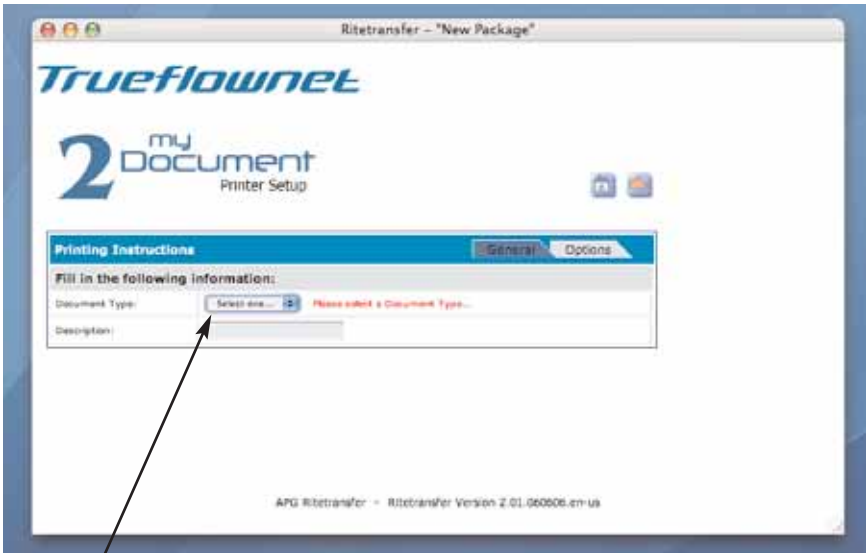 Ritetransfer – "New Package"
Trueflownet
2 my Document
Printer Setup
Printing Instructions General Options
Fill in the following information:
Document Type: Select one... Please select a Document Type...
Description:
APG Ritetransfer - Ritetransfer Version 2.01.060606.en-us